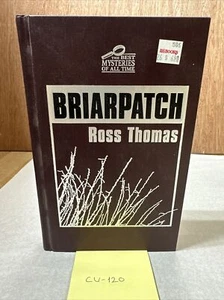 THE BEST
MYSTERIES
OF ALL TIME
BRIARPATCH
Ross Thomas
CU-120